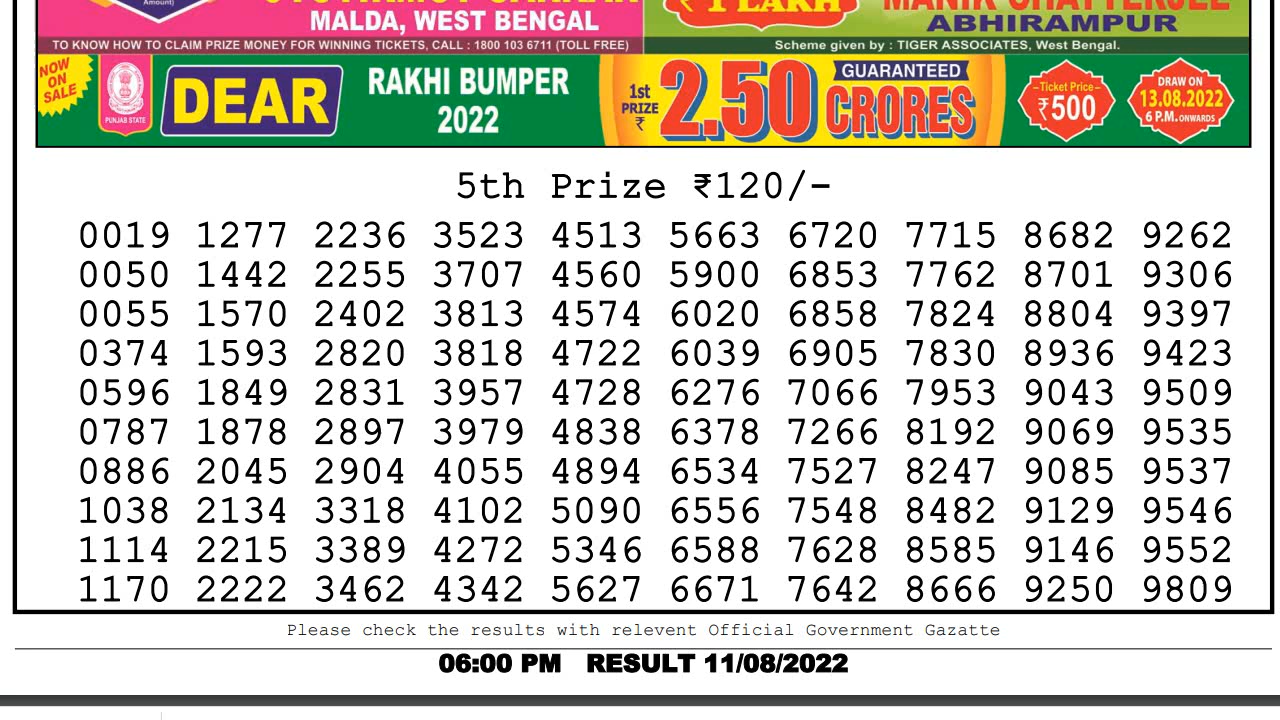 Amount)
MALDA, WEST BENGAL
₹ 1 LAKH
MANIK CHATTERJEE
ABHIRAMPUR
TO KNOW HOW TO CLAIM PRIZE MONEY FOR WINNING TICKETS, CALL : 1800 103 6711 (TOLL FREE)
Scheme given by : TIGER ASSOCIATES, West Bengal.
NOW ON SALE
PUNJAB STATE
DEAR
RAKHI BUMPER
2022
1st PRIZE ₹
2.50
GUARANTEED
CRORES
Ticket Price
₹500
DRAW ON
13.08.2022
6 P.M. ONWARDS
5th Prize ₹120/-
0019 1277 2236 3523 4513 5663 6720 7715 8682 9262
0050 1442 2255 3707 4560 5900 6853 7762 8701 9306
0055 1570 2402 3813 4574 6020 6858 7824 8804 9397
0374 1593 2820 3818 4722 6039 6905 7830 8936 9423
0596 1849 2831 3957 4728 6276 7066 7953 9043 9509
0787 1878 2897 3979 4838 6378 7266 8192 9069 9535
0886 2045 2904 4055 4894 6534 7527 8247 9085 9537
1038 2134 3318 4102 5090 6556 7548 8482 9129 9546
1114 2215 3389 4272 5346 6588 7628 8585 9146 9552
1170 2222 3462 4342 5627 6671 7642 8666 9250 9809
Please check the results with relevent Official Government Gazatte
06:00 PM RESULT 11/08/2022